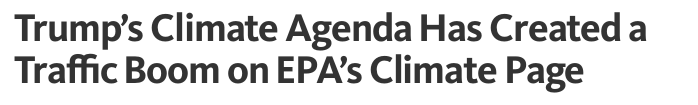 Trump’s Climate Agenda Has Created a
Traffic Boom on EPA’s Climate Page